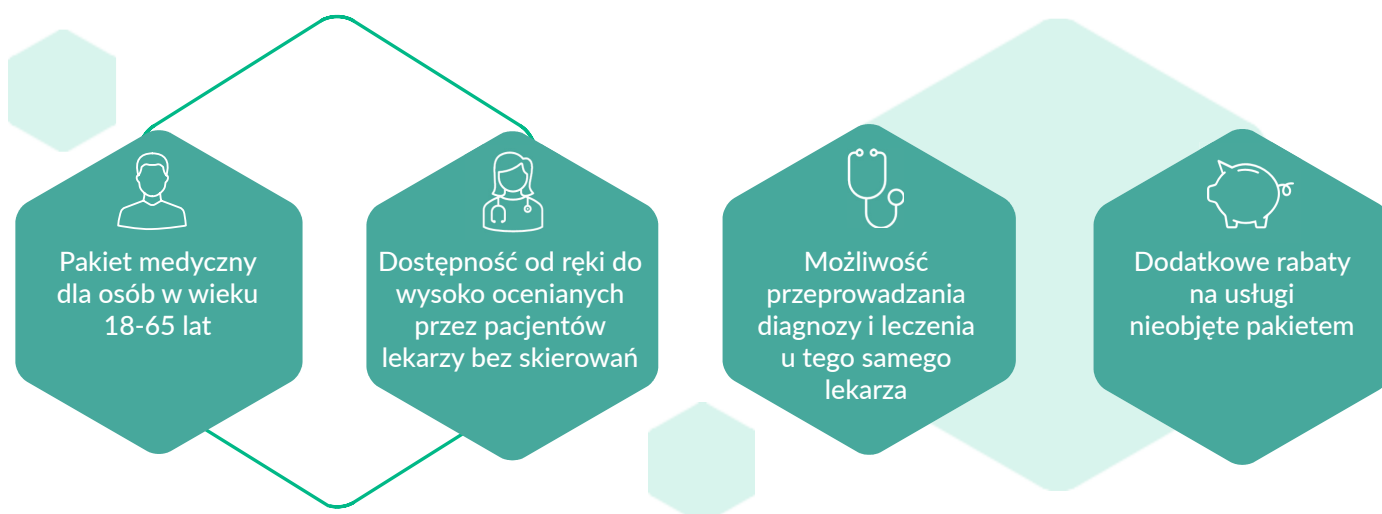 Pakiet medyczny
dla osób w wieku
18-65 lat
Dostępność od ręki do
wysoko ocenianych
przez pacjentów
lekarzy bez skierowań
Możliwość
przeprowadzania
diagnozy i leczenia
u tego samego
lekarza
Dodatkowe rabaty
na usługi
nieobjęte pakietem